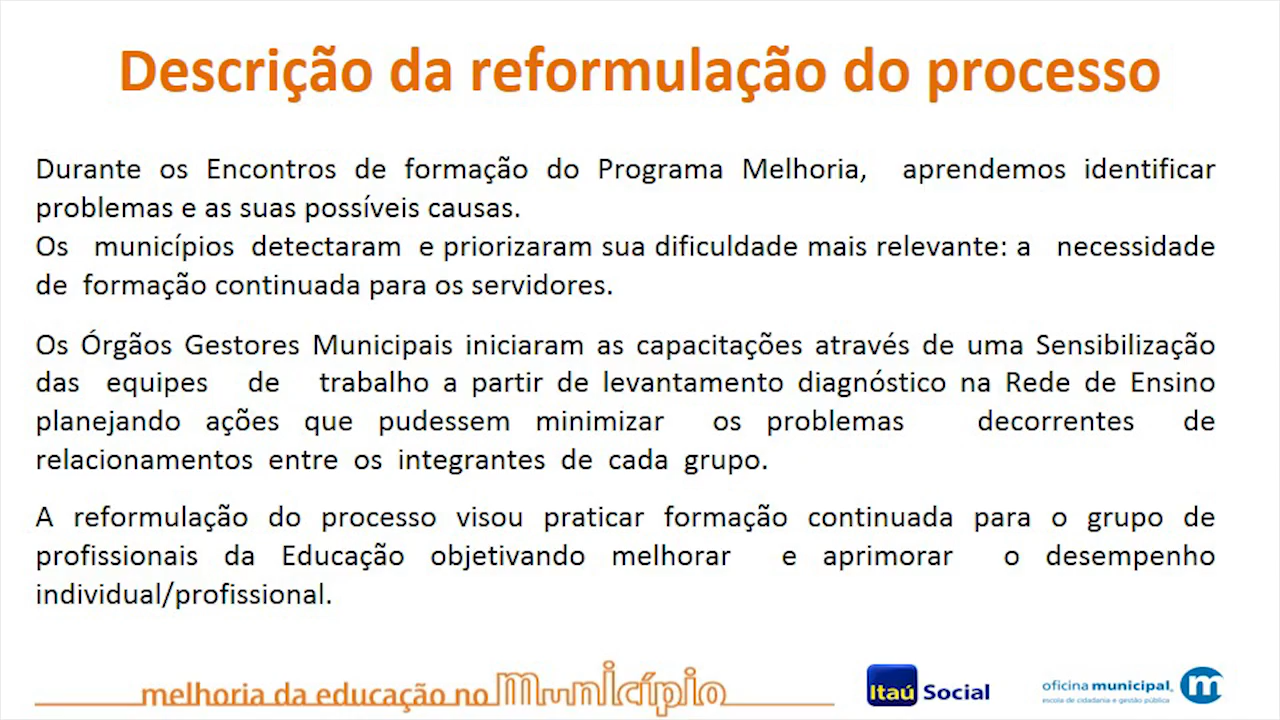 Descrição da reformulação do processo
Durante os Encontros de formação do Programa Melhoria, aprendemos identificar
problemas e as suas possíveis causas.
Os municípios detectaram e priorizaram sua dificuldade mais relevante: a necessidade
de formação continuada para os servidores.
Os Órgãos Gestores Municipais iniciaram as capacitações através de uma Sensibilização
das equipes de trabalho a partir de levantamento diagnóstico na Rede de Ensino
planejando ações que pudessem minimizar os problemas decorrentes de
relacionamentos entre os integrantes de cada grupo.
A reformulação do processo visou praticar formação continuada para o grupo de
profissionais da Educação objetivando melhorar e aprimorar o desempenho
individual/profissional.
melhoria da educação no município
Itaú Social
oficina municipal m
escola de cidadania e gestão pública